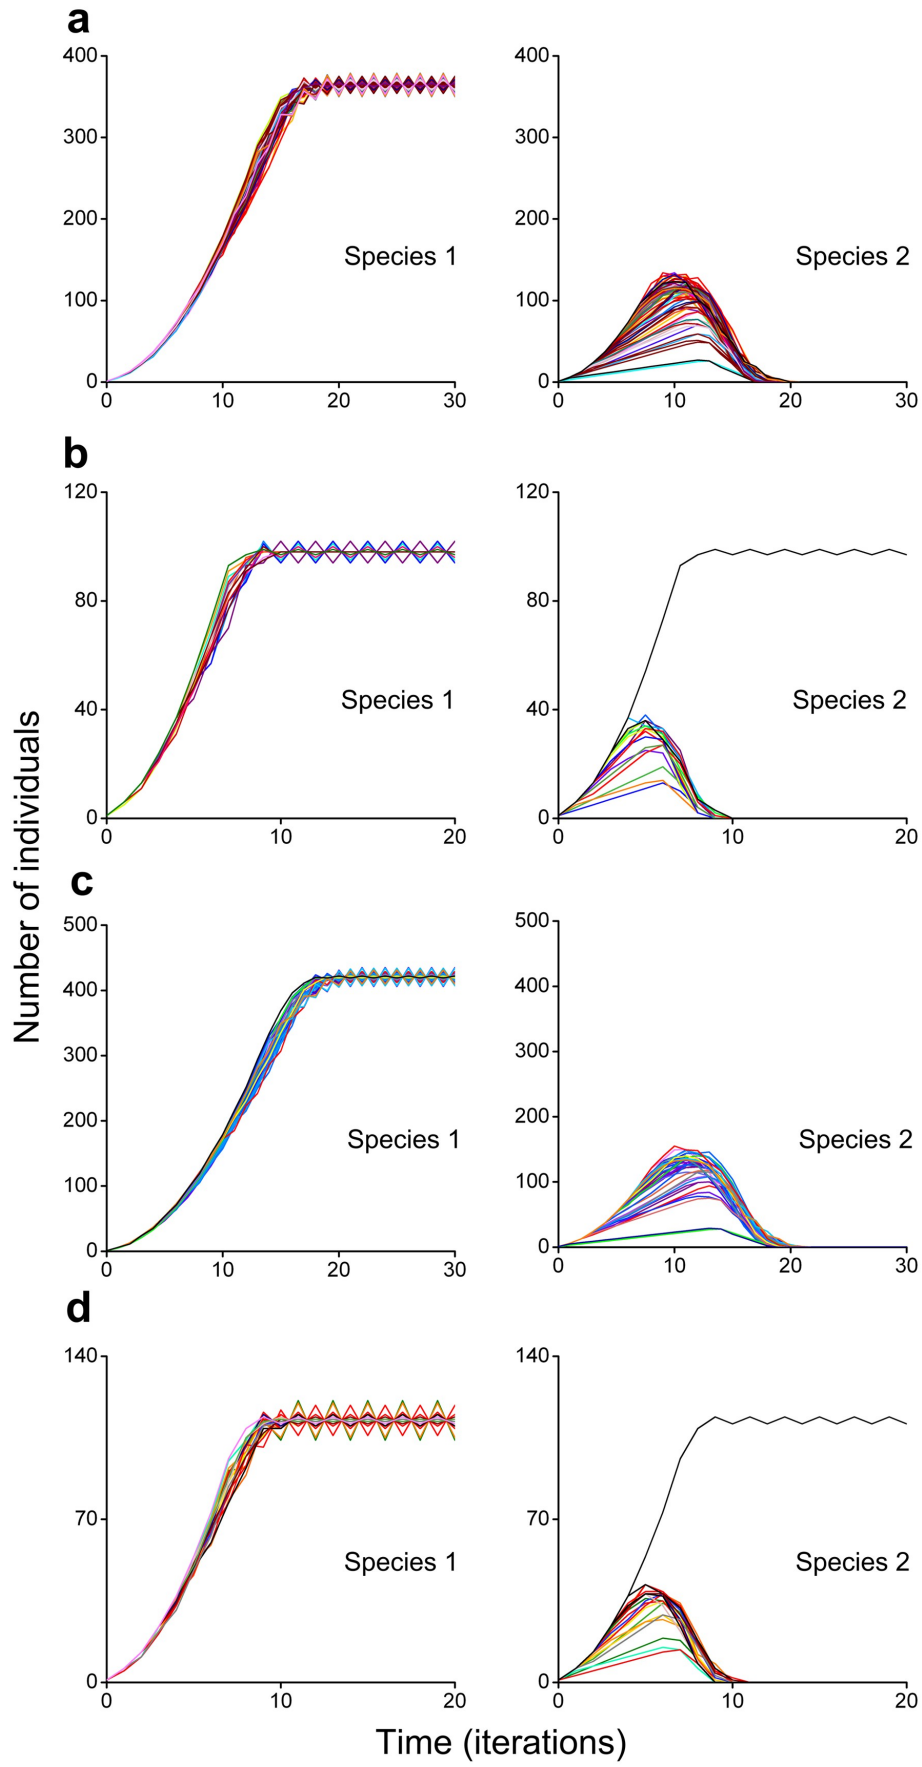 a
400
300
200
100
0
0 10 20 30
Species 1
400
300
200
100
0
0 10 20 30
Species 2
b
120
80
40
0
0 10 20
Species 1
120
80
40
0
0 10 20
Species 2
c
500
400
300
200
100
0
0 10 20 30
Species 1
500
400
300
200
100
0
0 10 20 30
Species 2
d
140
70
0
0 10 20
Species 1
140
70
0
0 10 20
Species 2
Number of individuals
Time (iterations)